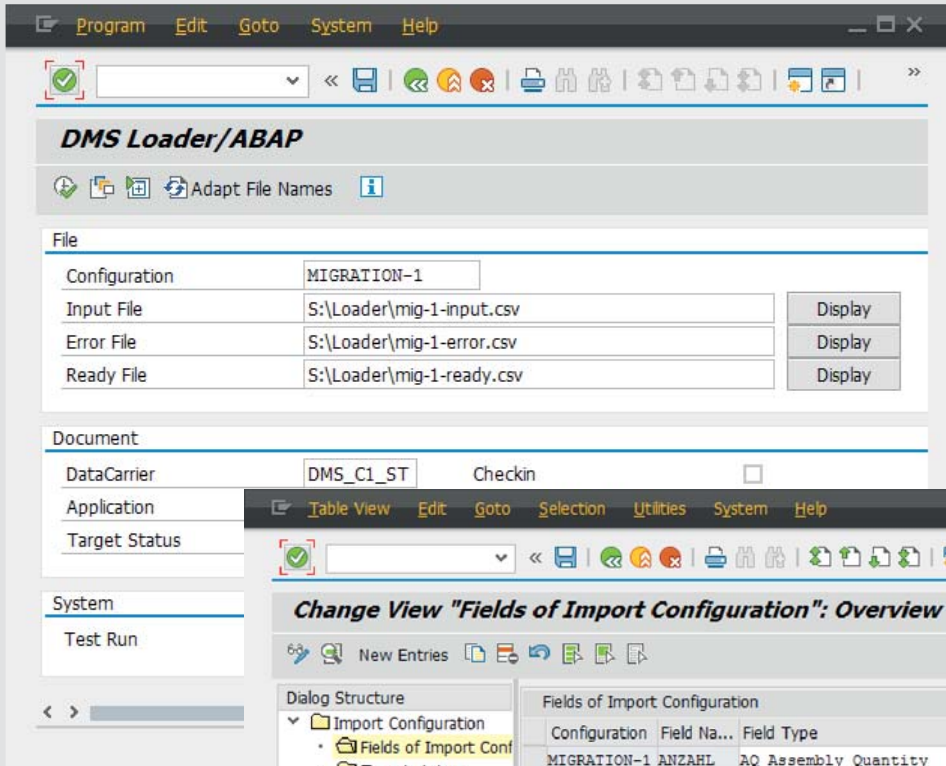 Program Edit Goto System Help
DMS Loader/ABAP
Adapt File Names
File
Configuration MIGRATION-1
Input File S:\Loader\mig-1-input.csv Display
Error File S:\Loader\mig-1-error.csv Display
Ready File S:\Loader\mig-1-ready.csv Display
Document
DataCarrier DMS_C1_ST Checkin
Application
Target Status
System
Test Run
Table View Edit Goto Selection Utilities System Help
Change View "Fields of Import Configuration": Overview
New Entries
Dialog Structure
Import Configuration
Fields of Import Conf
Fields of Import Configuration
Configuration Field Na... Field Type
MIGRATION-1 ANZAHL AQ Assembly Quantity